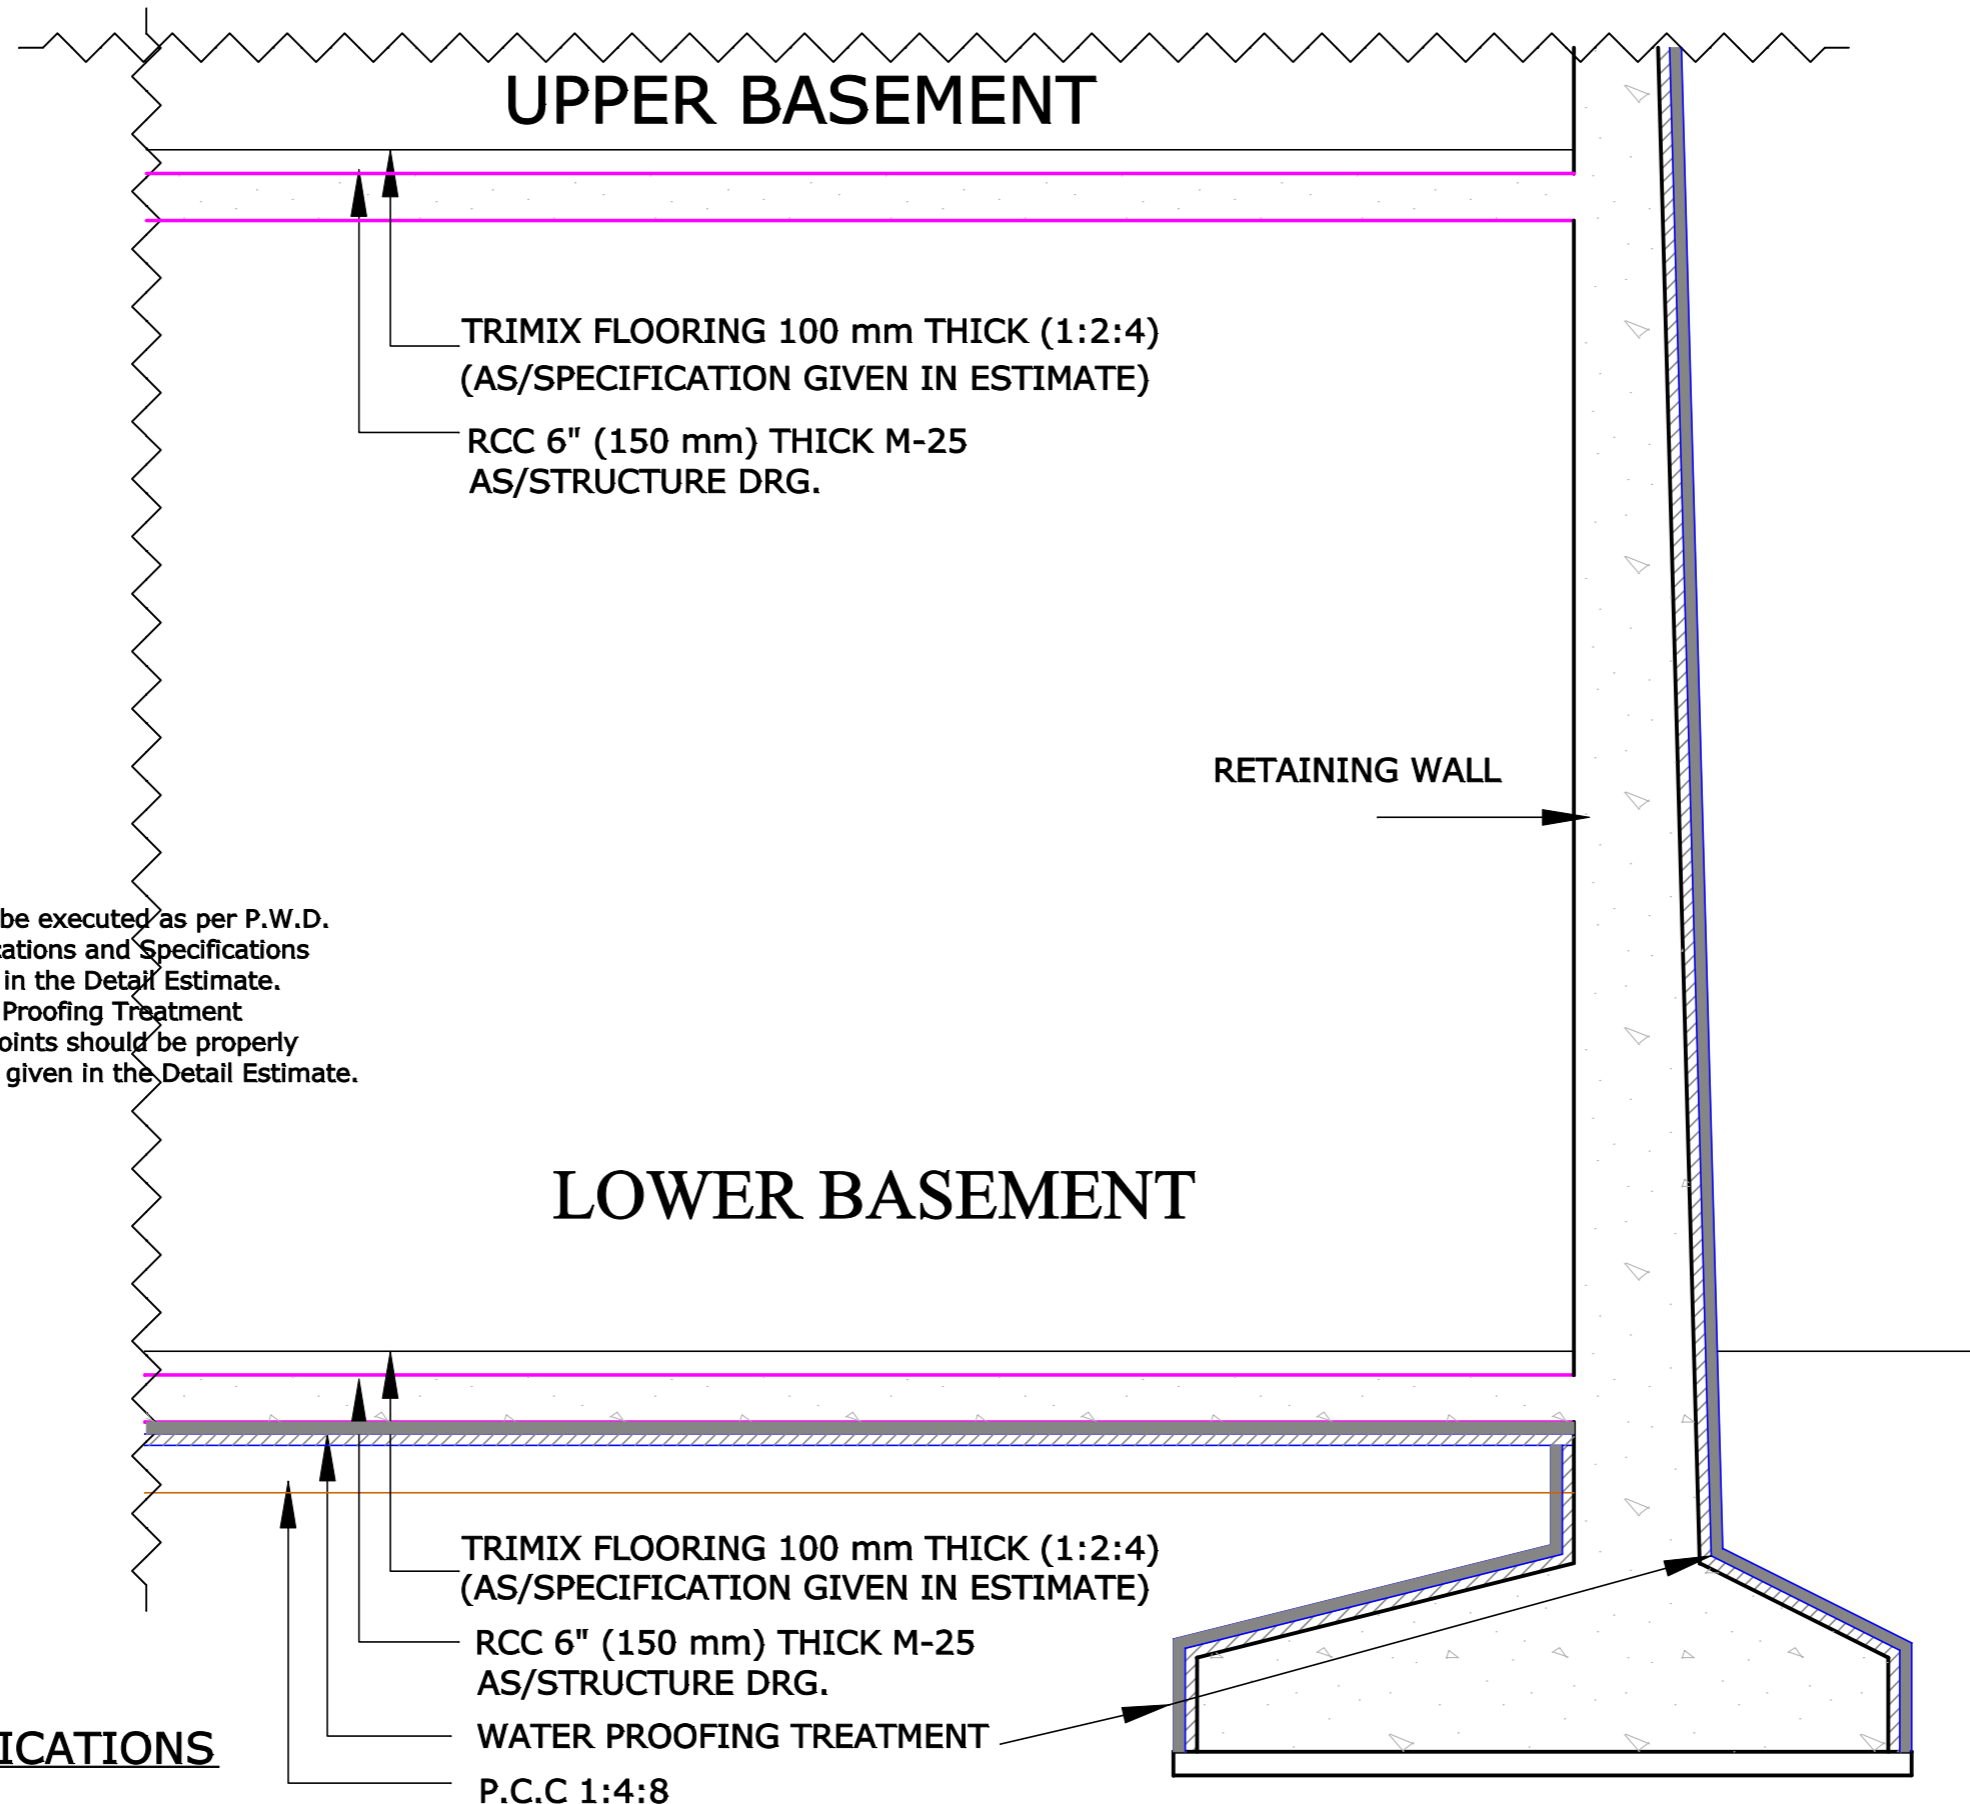 UPPER BASEMENT
TRIMIX FLOORING 100 mm THICK (1:2:4)
(AS/SPECIFICATION GIVEN IN ESTIMATE)
RCC 6" (150 mm) THICK M-25
AS/STRUCTURE DRG.
RETAINING WALL
be executed as per P.W.D.
ations and Specifications
in the Detail Estimate.
Proofing Treatment
oints should be properly
given in the Detail Estimate.
LOWER BASEMENT
TRIMIX FLOORING 100 mm THICK (1:2:4)
(AS/SPECIFICATION GIVEN IN ESTIMATE)
RCC 6" (150 mm) THICK M-25
AS/STRUCTURE DRG.
WATER PROOFING TREATMENT
P.C.C 1:4:8
ICATIONS